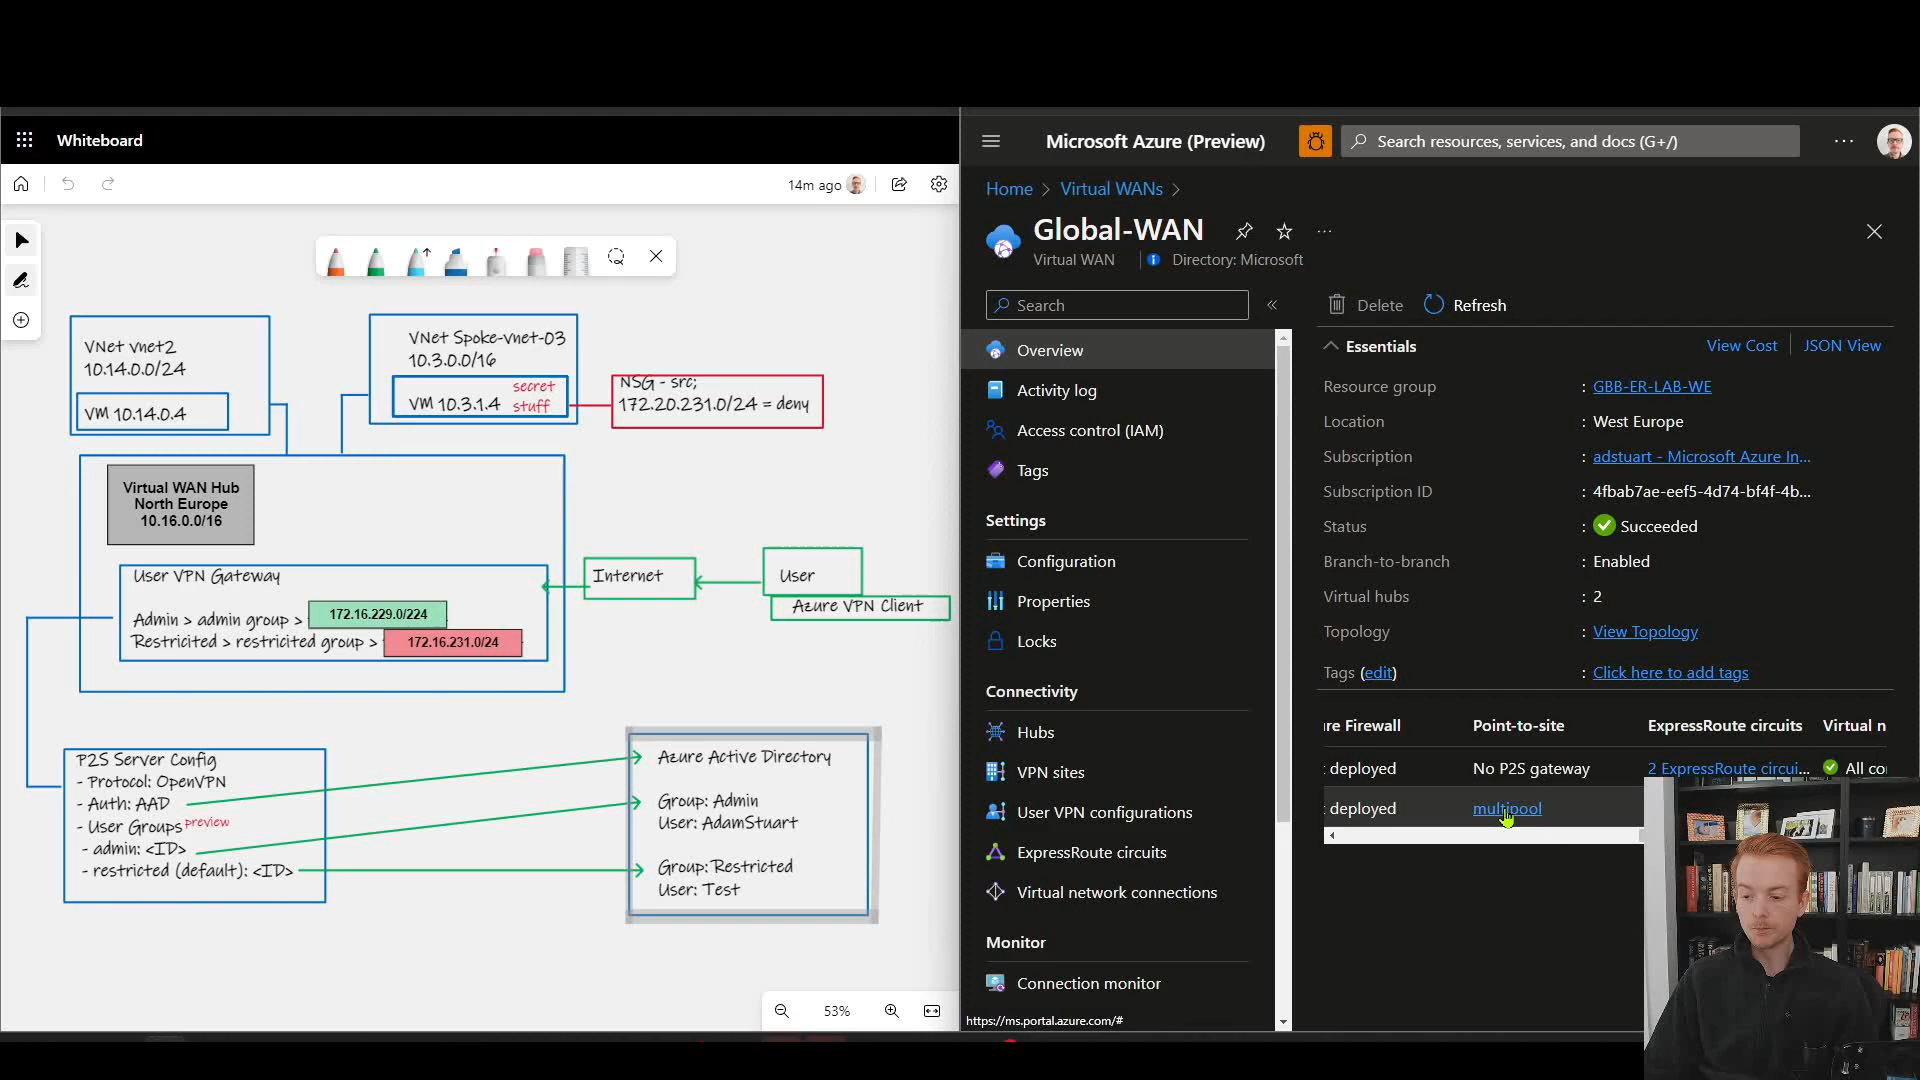 Whiteboard
14m ago
VNet vnet2
10.14.0.0/24
VM 10.14.0.4
VNet Spoke-vnet-03
10.3.0.0/16
VM 10.3.1.4
secret
stuff
NSG - src;
172.20.231.0/24 = deny
Virtual WAN Hub
North Europe
10.16.0.0/16
User VPN Gateway
Admin > admin group >
172.16.229.0/224
Restricited > restricited group >
172.16.231.0/24
Internet
User
Azure VPN Client
P2S Server Config
- Protocol: OpenVPN
- Auth: AAD
- User Groups preview
- admin: <ID>
- restricted (default): <ID>
Azure Active Directory
Group: Admin
User: AdamStuart
Group: Restricted
User: Test
53%
Microsoft Azure (Preview)
Search resources, services, and docs (G+/)
Home > Virtual WANs >
Global-WAN
Virtual WAN
Directory: Microsoft
Search
Overview
Activity log
Access control (IAM)
Tags
Settings
Configuration
Properties
Locks
Connectivity
Hubs
VPN sites
User VPN configurations
ExpressRoute circuits
Virtual network connections
Monitor
Connection monitor
https://ms.portal.azure.com/#
Delete
Refresh
Essentials
View Cost
JSON View
Resource group : GBB-ER-LAB-WE
Location : West Europe
Subscription : adstuart - Microsoft Azure In...
Subscription ID : 4fbab7ae-eef5-4d74-bf4f-4b...
Status : Succeeded
Branch-to-branch : Enabled
Virtual hubs : 2
Topology : View Topology
Tags (edit) : Click here to add tags
re Firewall Point-to-site ExpressRoute circuits Virtual n
t deployed No P2S gateway 2 ExpressRoute circui... All co
t deployed multipool